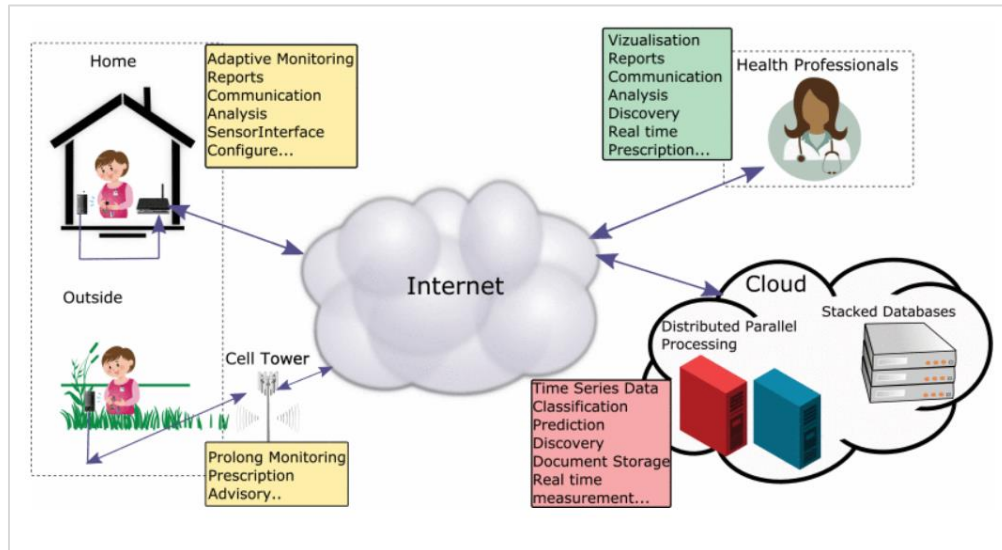 Home
Adaptive Monitoring
Reports
Communication
Analysis
SensorInterface
Configure...
Vizualisation
Reports
Communication
Analysis
Discovery
Real time
Prescription...
Health Professionals
Internet
Outside
Cell Tower
Prolong Monitoring
Prescription
Advisory..
Cloud
Distributed Parallel
Processing
Stacked Databases
Time Series Data
Classification
Prediction
Discovery
Document Storage
Real time
measurement...